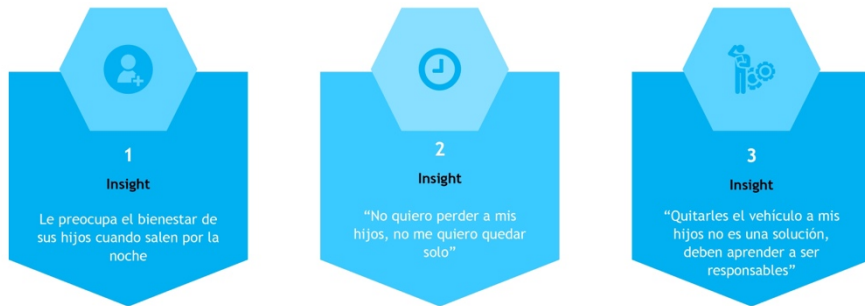 1
Insight
Le preocupa el bienestar de
sus hijos cuando salen por la
noche
2
Insight
“No quiero perder a mis
hijos, no me quiero quedar
solo”
3
Insight
“Quitarles el vehículo a mis
hijos no es una solución,
deben aprender a ser
responsables”